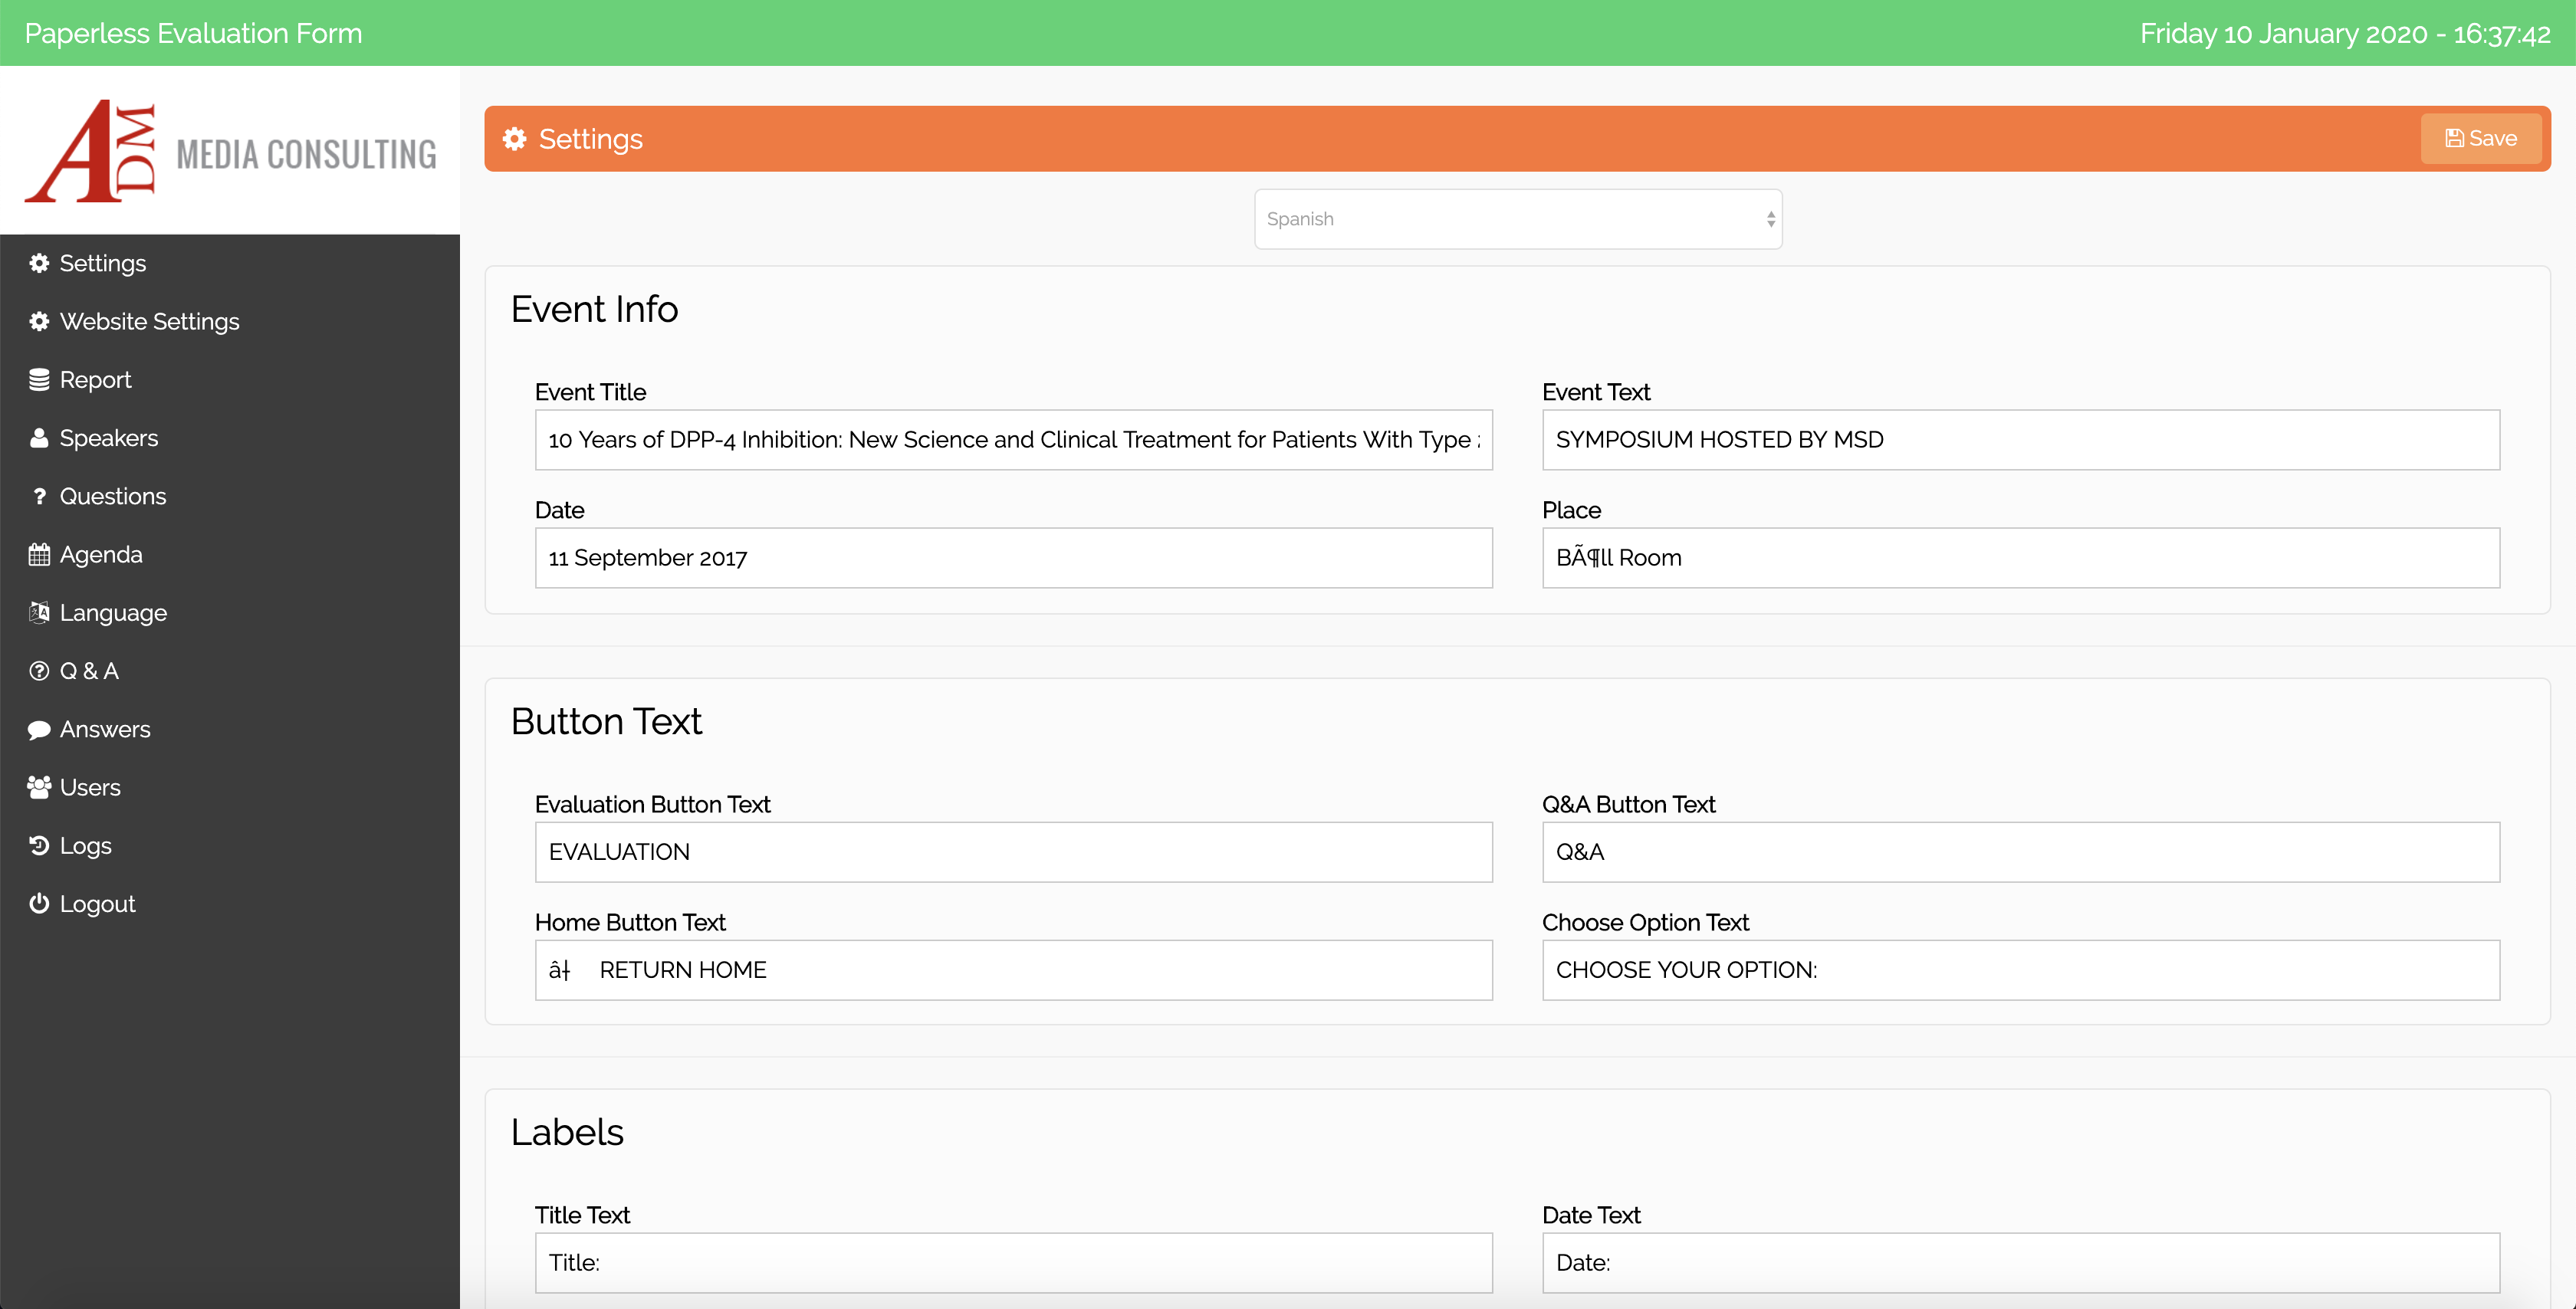 Paperless Evaluation Form
Friday 10 January 2020 - 16:37:42
ADM MEDIA CONSULTING
Settings
Website Settings
Report
Speakers
Questions
Agenda
Language
Q & A
Answers
Users
Logs
Logout
Settings
Save
Spanish
Event Info
Event Title
Event Text
10 Years of DPP-4 Inhibition: New Science and Clinical Treatment for Patients With Type
SYMPOSIUM HOSTED BY MSD
Date
Place
11 September 2017
BÃ¶ll Room
Button Text
Evaluation Button Text
Q&A Button Text
EVALUATION
Q&A
Home Button Text
Choose Option Text
â† RETURN HOME
CHOOSE YOUR OPTION:
Labels
Title Text
Date Text
Title:
Date: